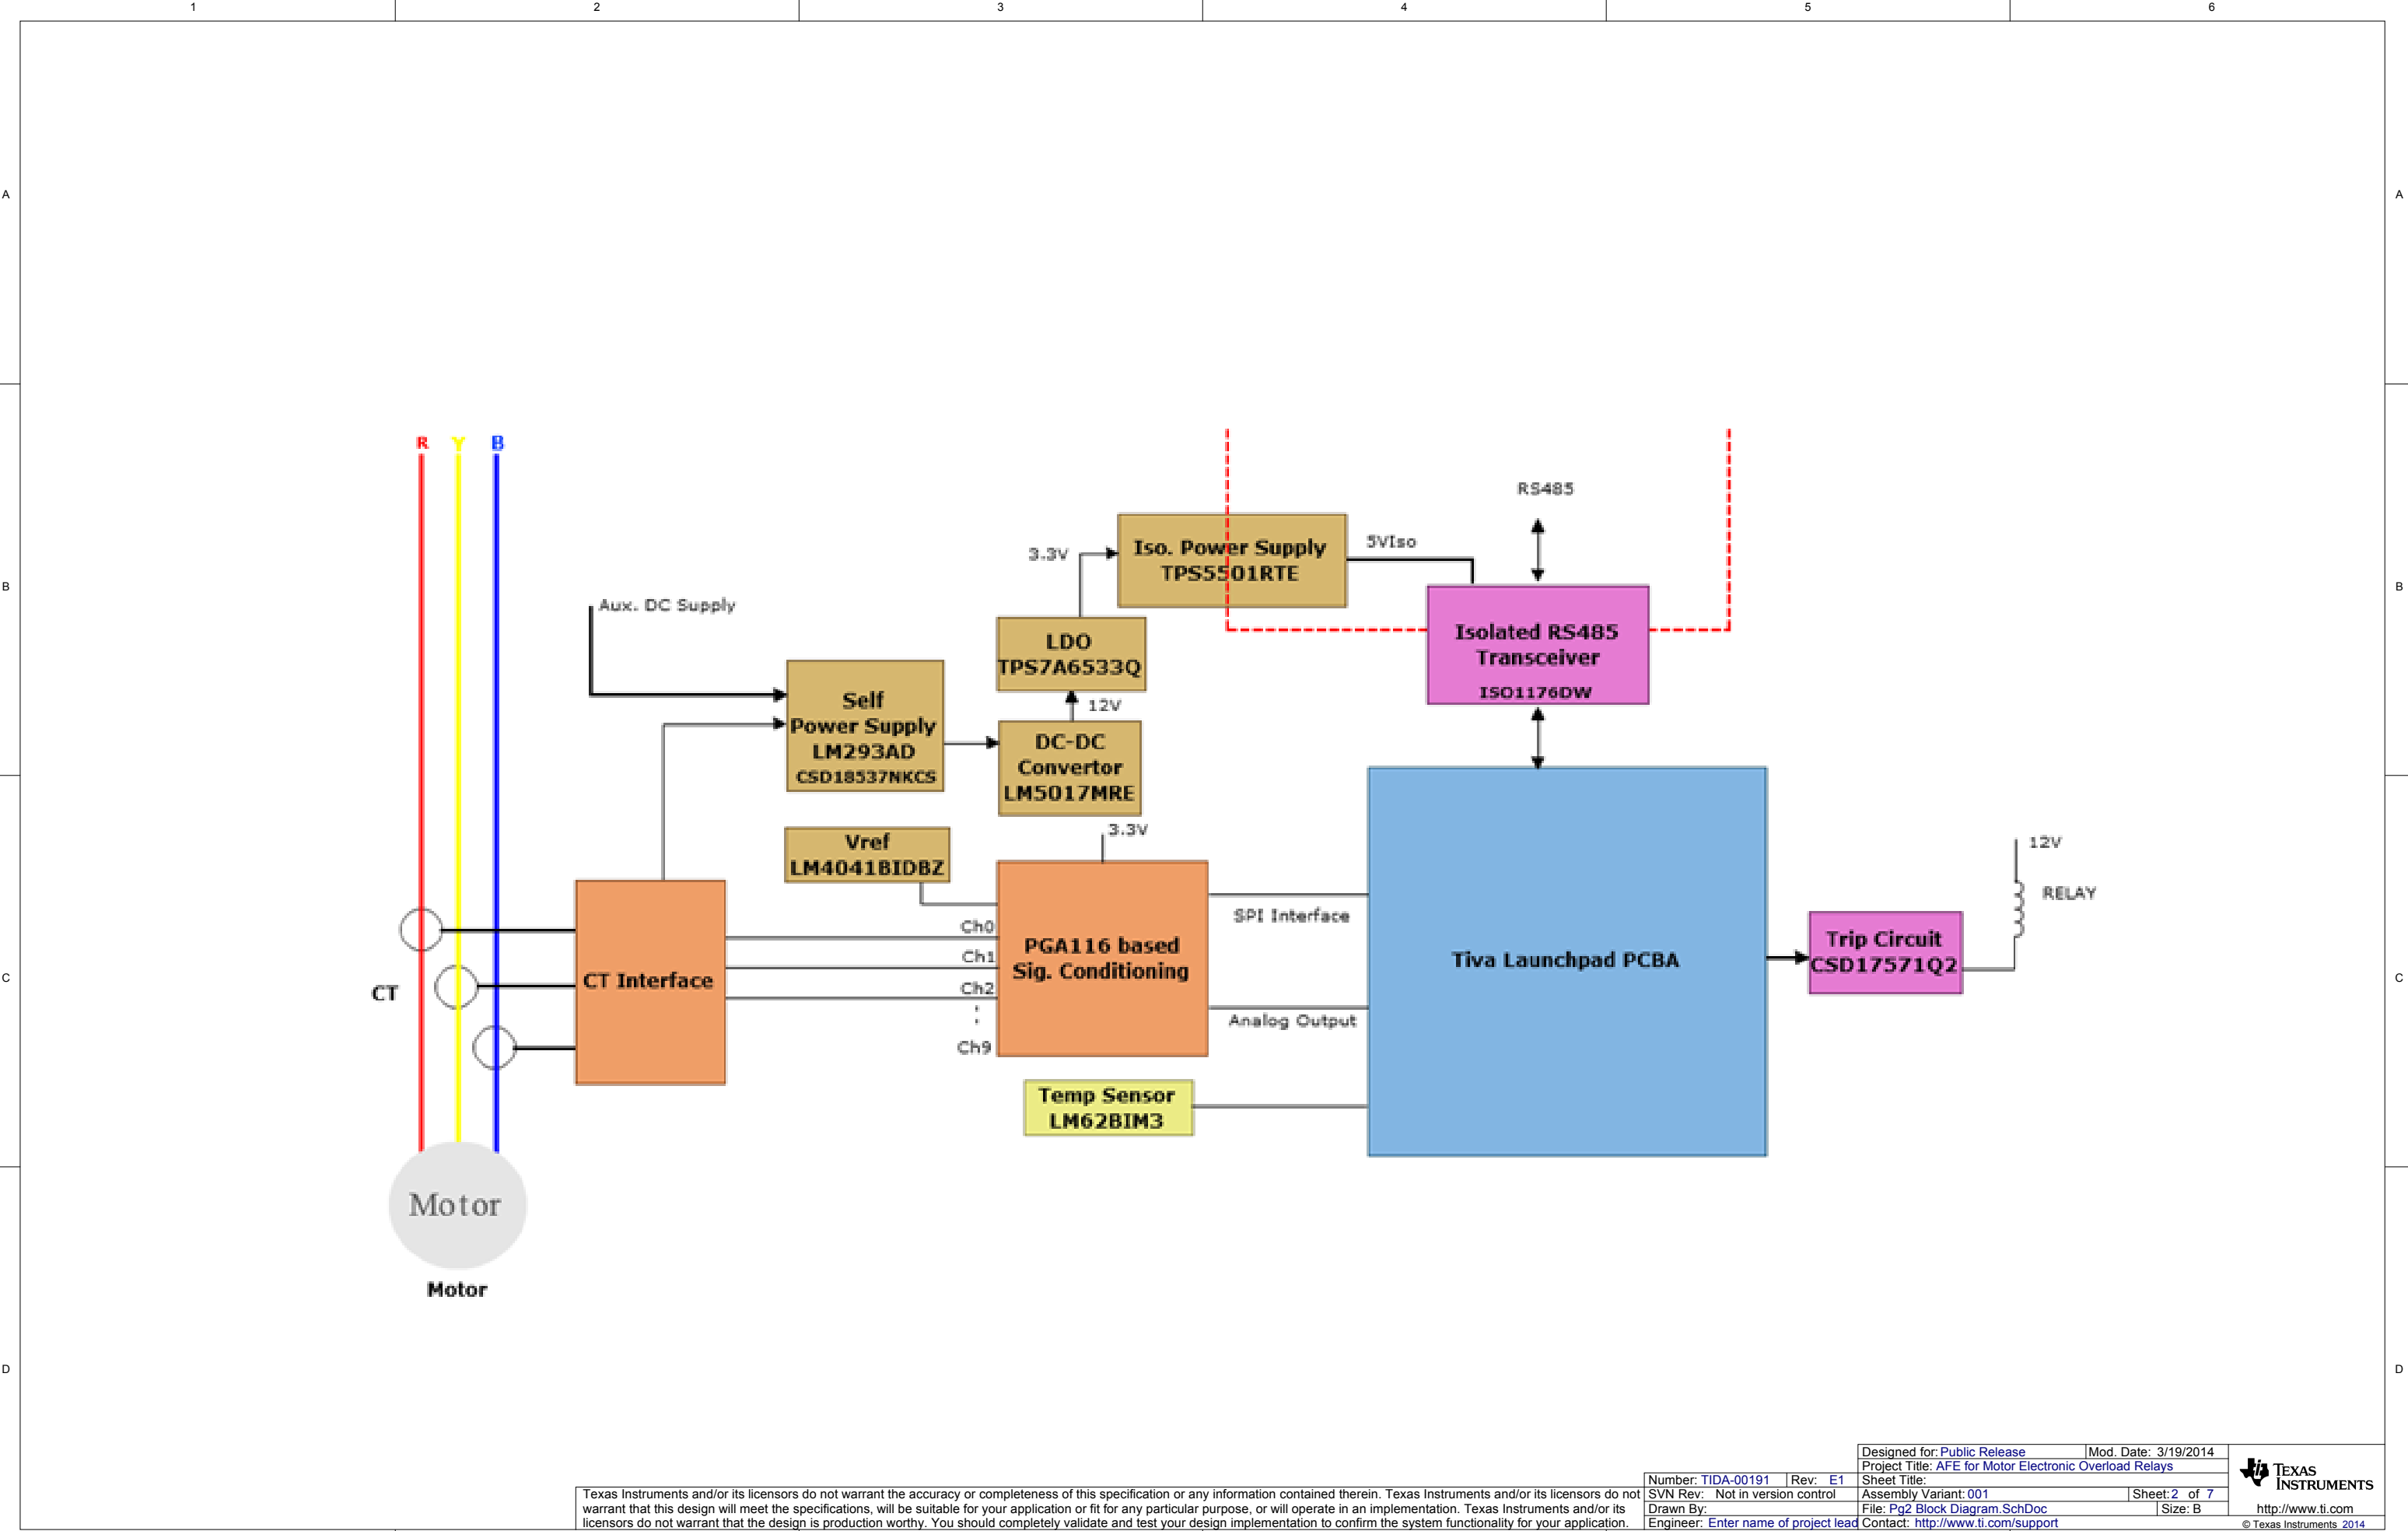 1 2 3 4 5 6
A A
R Y B
RS485
3.3V
Iso. Power Supply
TPS5501RTE
5VIso
B B
Aux. DC Supply
LDO
TPS7A6533Q
Isolated RS485
Transceiver
ISO1176DW
12V
Self
Power Supply
LM293AD
CSD18537NKCS
DC-DC
Convertor
LM5017MRE
3.3V
Vref
LM4041BIDBZ
12V
RELAY
Ch0
SPI Interface
Ch1
PGA116 based
Sig. Conditioning
Tiva Launchpad PCBA
Trip Circuit
CSD17571Q2
C C
CT
CT Interface
Ch2
:
Ch9
Analog Output
Temp Sensor
LM62BIM3
Motor
Motor
D D
Texas Instruments and/or its licensors do not warrant the accuracy or completeness of this specification or any information contained therein. Texas Instruments and/or its licensors do not
warrant that this design will meet the specifications, will be suitable for your application or fit for any particular purpose, or will operate in an implementation. Texas Instruments and/or its
licensors do not warrant that the design is production worthy. You should completely validate and test your design implementation to confirm the system functionality for your application.
Number: TIDA-00191 Rev: E1
SVN Rev: Not in version control
Drawn By:
Engineer: Enter name of project lead
Designed for: Public Release Mod. Date: 3/19/2014
Project Title: AFE for Motor Electronic Overload Relays
Sheet Title:
Assembly Variant: 001 Sheet: 2 of 7
File: Pg2 Block Diagram.SchDoc Size: B
Contact: http://www.ti.com/support
TEXAS
INSTRUMENTS
http://www.ti.com
© Texas Instruments 2014